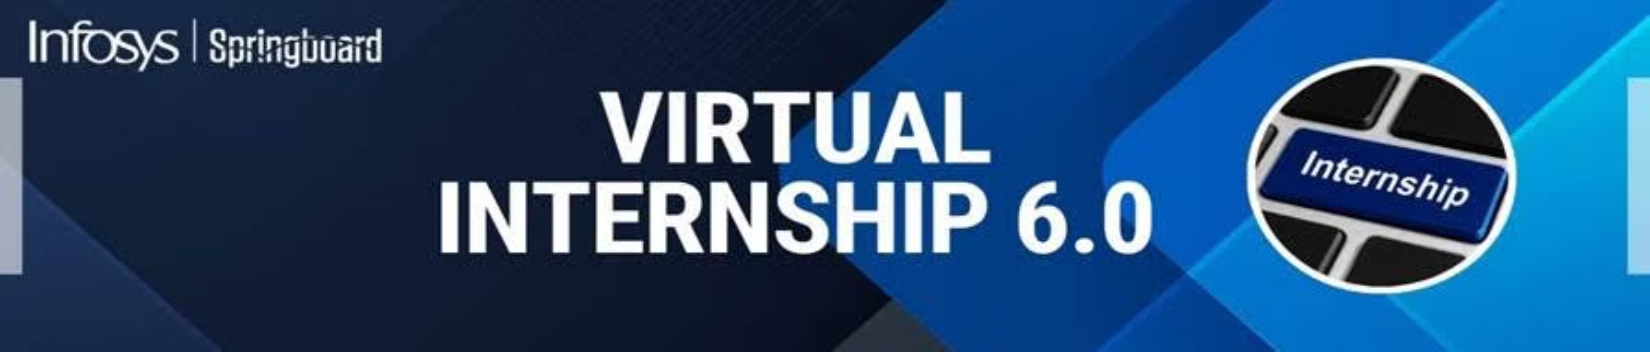 Infosys | Springboard
VIRTUAL
INTERNSHIP 6.0
Internship